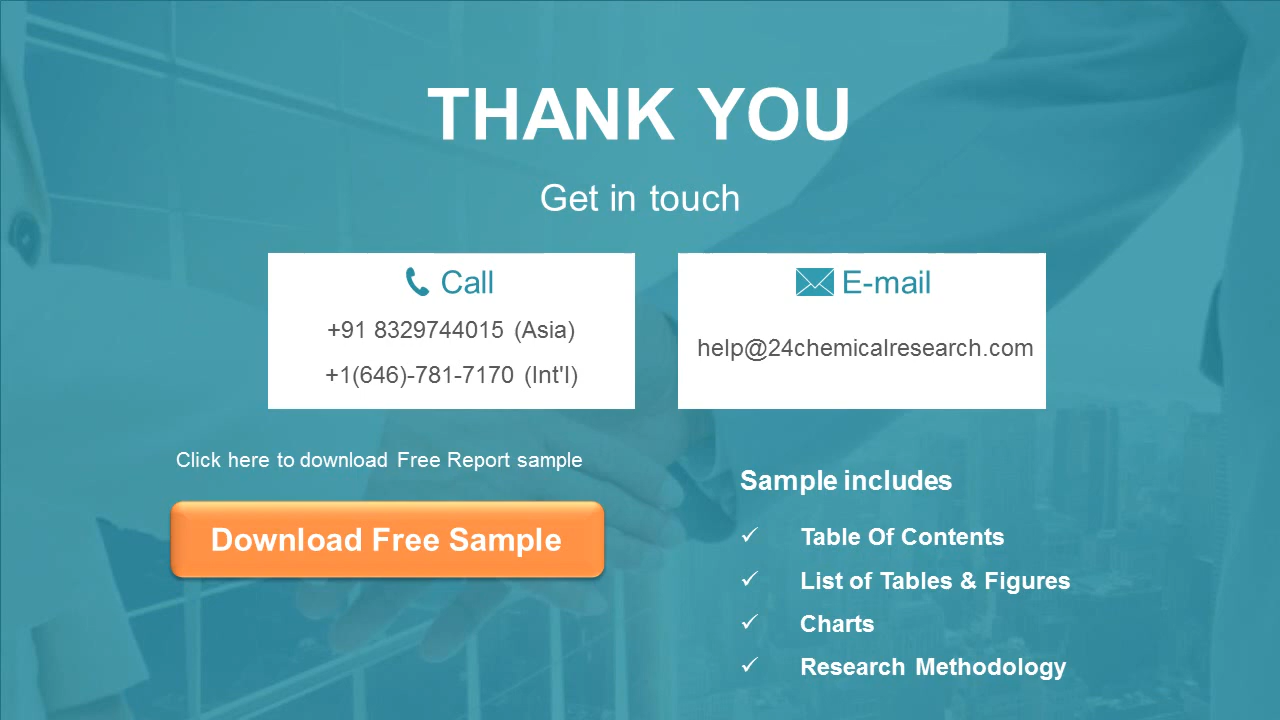 THANK YOU
Get in touch
Call
+91 8329744015 (Asia)
+1(646)-781-7170 (Int'l)
E-mail
help@24chemicalresearch.com
Click here to download Free Report sample
Download Free Sample
Sample includes
✓ Table Of Contents
✓ List of Tables & Figures
✓ Charts
✓ Research Methodology